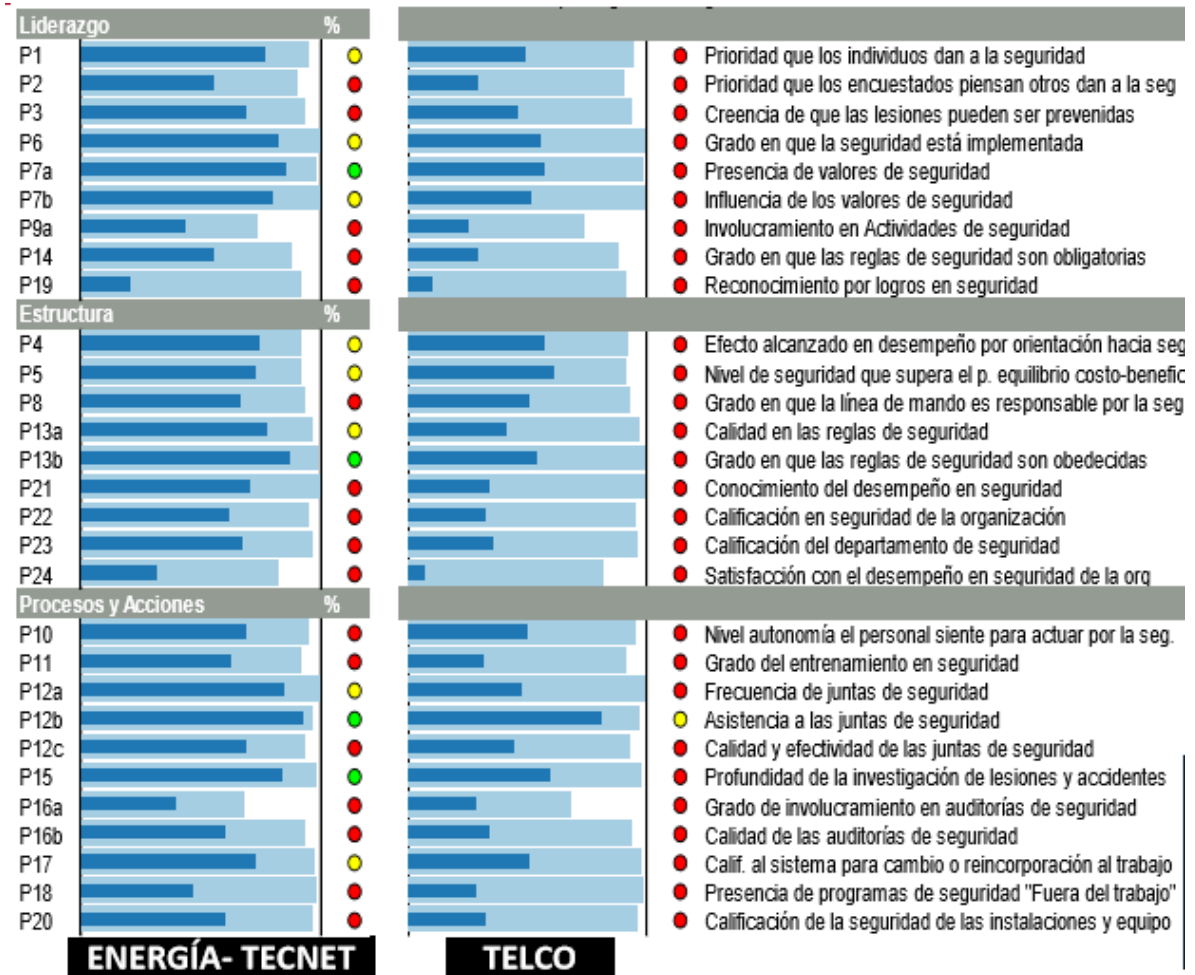 Liderazgo %
P1 Prioridad que los individuos dan a la seguridad
P2 Prioridad que los encuestados piensan otros dan a la seg
P3 Creencia de que las lesiones pueden ser prevenidas
P6 Grado en que la seguridad está implementada
P7a Presencia de valores de seguridad
P7b Influencia de los valores de seguridad
P9a Involucramiento en Actividades de seguridad
P14 Grado en que las reglas de seguridad son obligatorias
P19 Reconocimiento por logros en seguridad
Estructura %
P4 Efecto alcanzado en desempeño por orientación hacia seg
P5 Nivel de seguridad que supera el p. equilibrio costo-benefic
P8 Grado en que la línea de mando es responsable por la seg
P13a Calidad en las reglas de seguridad
P13b Grado en que las reglas de seguridad son obedecidas
P21 Conocimiento del desempeño en seguridad
P22 Calificación en seguridad de la organización
P23 Calificación del departamento de seguridad
P24 Satisfacción con el desempeño en seguridad de la org
Procesos y Acciones %
P10 Nivel autonomía el personal siente para actuar por la seg.
P11 Grado del entrenamiento en seguridad
P12a Frecuencia de juntas de seguridad
P12b Asistencia a las juntas de seguridad
P12c Calidad y efectividad de las juntas de seguridad
P15 Profundidad de la investigación de lesiones y accidentes
P16a Grado de involucramiento en auditorías de seguridad
P16b Calidad de las auditorías de seguridad
P17 Calif. al sistema para cambio o reincorporación al trabajo
P18 Presencia de programas de seguridad "Fuera del trabajo"
P20 Calificación de la seguridad de las instalaciones y equipo
ENERGÍA- TECNET TELCO